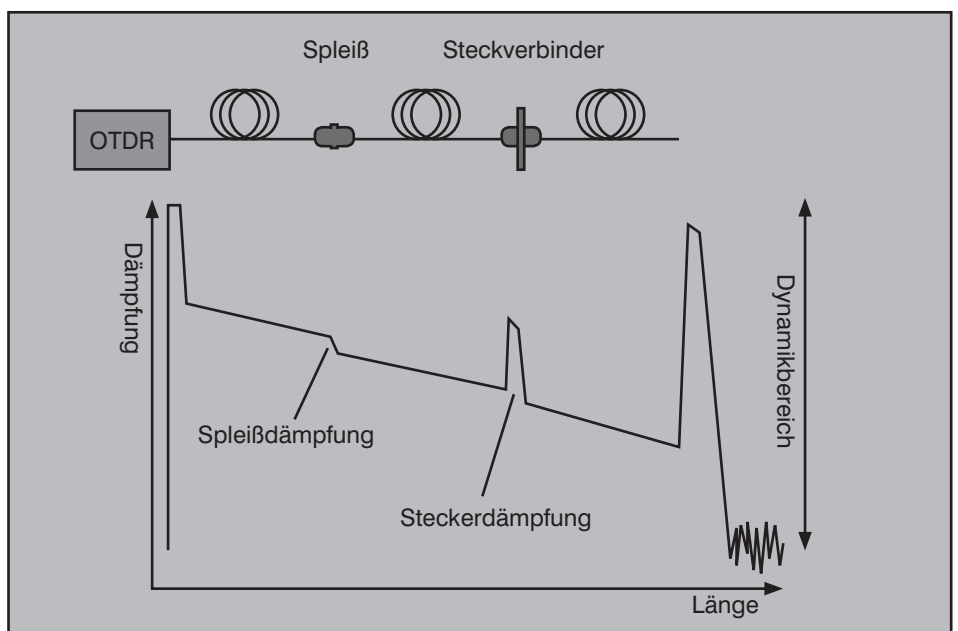 Spleiß
Steckverbinder
OTDR
Dämpfung
Dynamikbereich
Spleißdämpfung
Steckerdämpfung
Länge